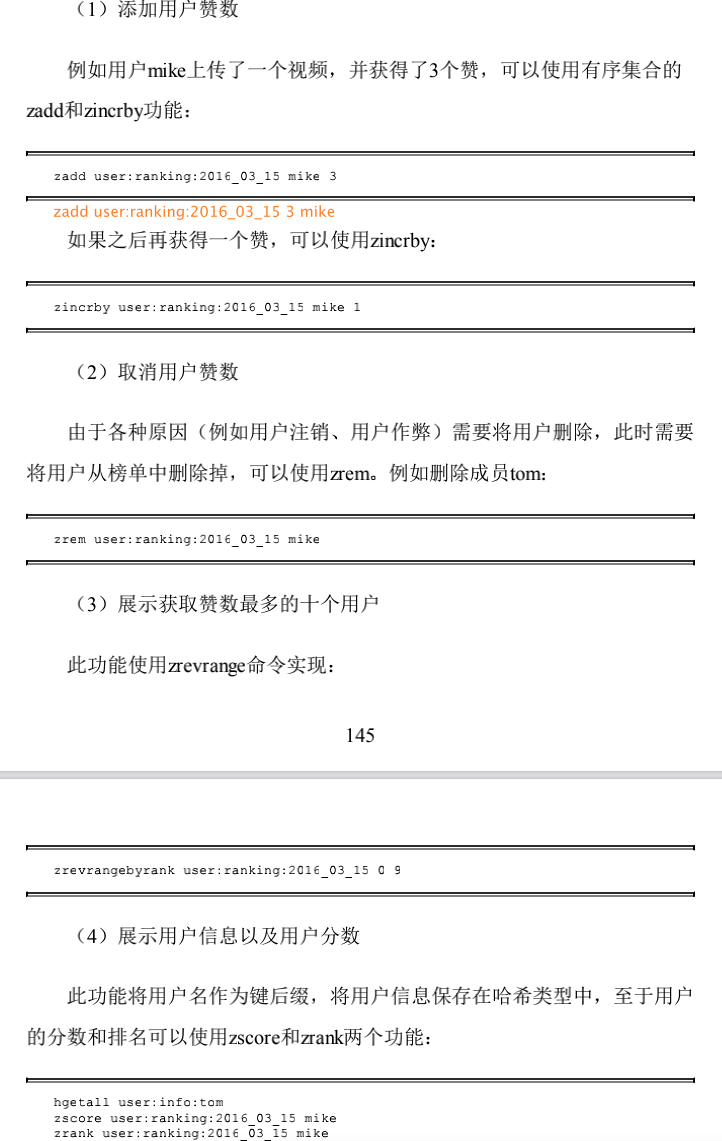 （1）添加用户赞数
例如用户mike上传了一个视频，并获得了3个赞，可以使用有序集合的
zadd和zincrby功能：
zadd user:ranking:2016_03_15 mike 3
zadd user:ranking:2016_03_15 3 mike
如果之后再获得一个赞，可以使用zincrby：
zincrby user:ranking:2016_03_15 mike 1
（2）取消用户赞数
由于各种原因（例如用户注销、用户作弊）需要将用户删除，此时需要
将用户从榜单中删除掉，可以使用zrem。例如删除成员tom：
zrem user:ranking:2016_03_15 mike
（3）展示获取赞数最多的十个用户
此功能使用zrevrange命令实现：
145
zrevrangebyrank user:ranking:2016_03_15 0 9
（4）展示用户信息以及用户分数
此功能将用户名作为键后缀，将用户信息保存在哈希类型中，至于用户
的分数和排名可以使用zscore和zrank两个功能：
hgetall user:info:tom
zscore user:ranking:2016_03_15 mike
zrank user:ranking:2016_03_15 mike